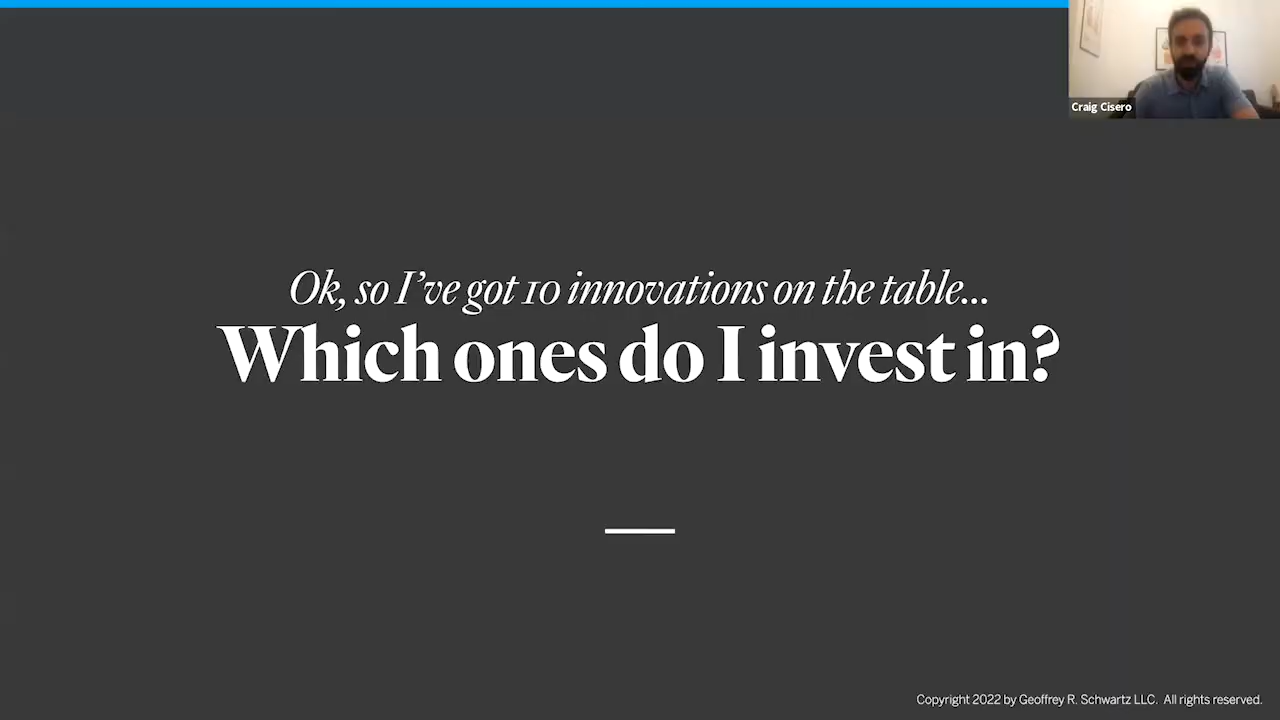 Craig Cisero
Ok, so I've got 10 innovations on the table...
Which ones do I invest in?
Copyright 2022 by Geoffrey R. Schwartz LLC.  All rights reserved.